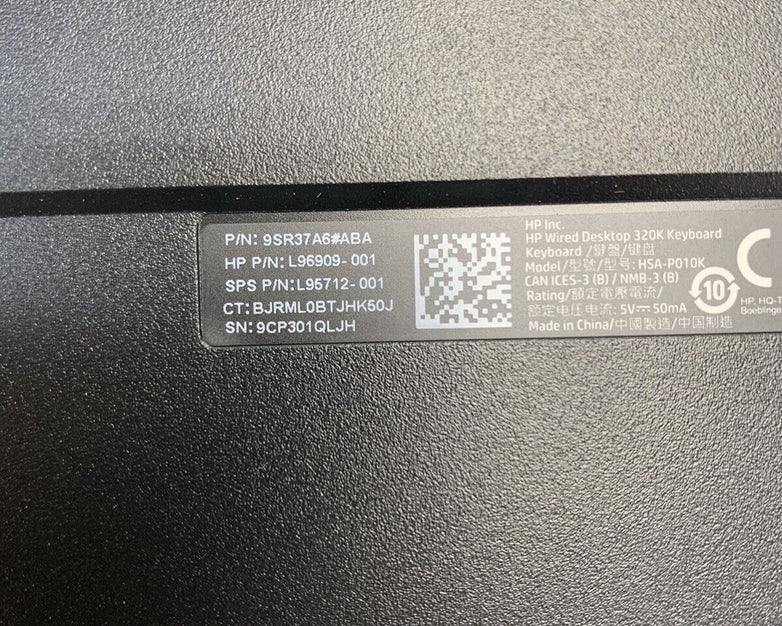 P/N: 9SR37A6#ABA
HP P/N: L96909-001
SPS P/N: L95712-001
CT: BJRML0BTJHK50J
SN: 9CP301QLJH
HP Inc.
HP Wired Desktop 320K Keyboard
Keyboard /鍵盤/键盘
Model/型號/型号: HSA-P010K
CAN ICES-3 (B) / NMB-3 (B)
Rating/額定電壓電流/
额定电压电流: 5V⎓50mA
Made in China/中國製造/中国制造
10
C
HP, HQ-T
Boeblinge